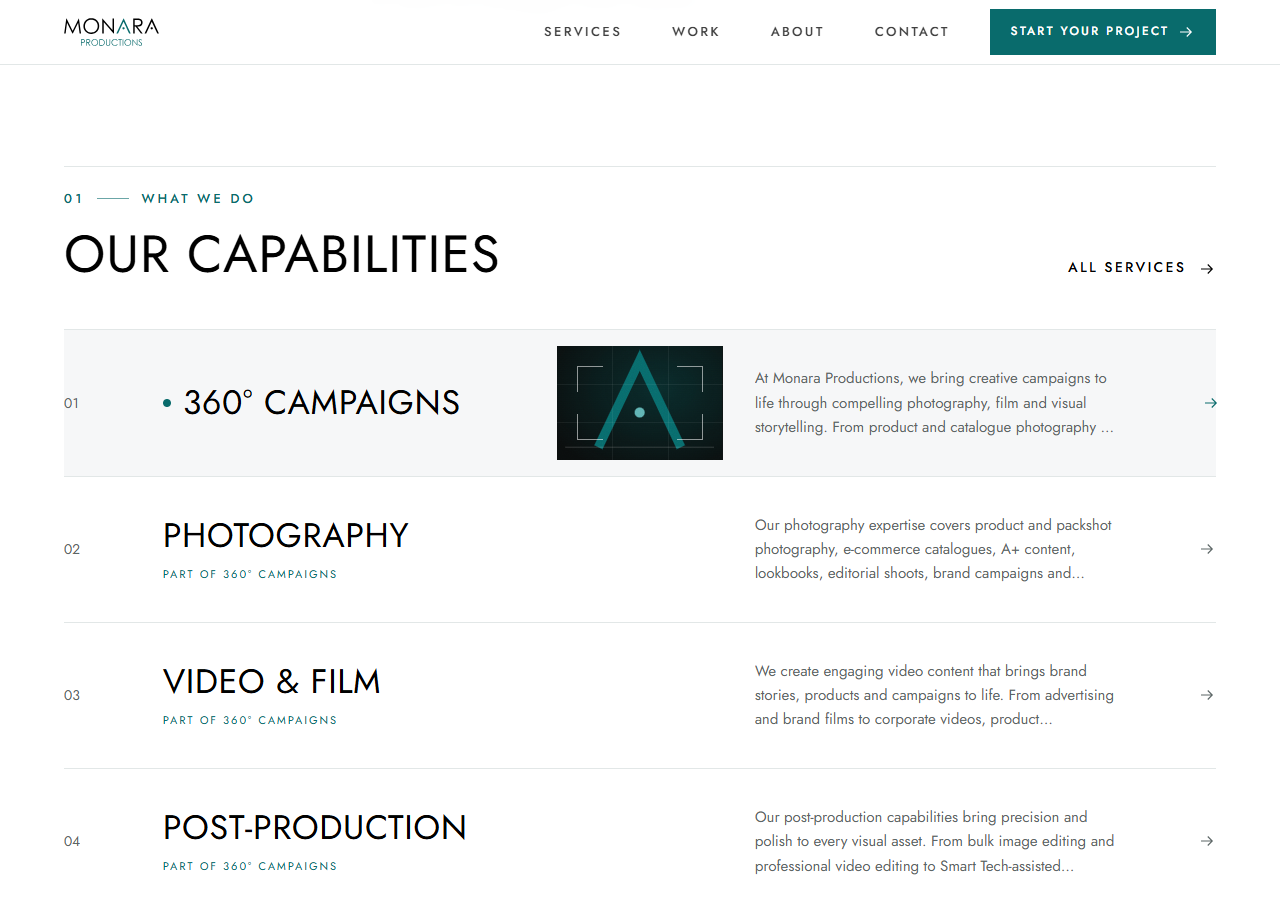 MONARA
PRODUCTIONS
SERVICES
WORK
ABOUT
CONTACT
START YOUR PROJECT →
01 — WHAT WE DO
OUR CAPABILITIES
ALL SERVICES →
01
360° CAMPAIGNS
At Monara Productions, we bring creative campaigns to
life through compelling photography, film and visual
storytelling. From product and catalogue photography …
→
02
PHOTOGRAPHY
PART OF 360° CAMPAIGNS
Our photography expertise covers product and packshot
photography, e-commerce catalogues, A+ content,
lookbooks, editorial shoots, brand campaigns and…
→
03
VIDEO & FILM
PART OF 360° CAMPAIGNS
We create engaging video content that brings brand
stories, products and campaigns to life. From advertising
and brand films to corporate videos, product…
→
04
POST-PRODUCTION
PART OF 360° CAMPAIGNS
Our post-production capabilities bring precision and
polish to every visual asset. From bulk image editing and
professional video editing to Smart Tech-assisted…
→